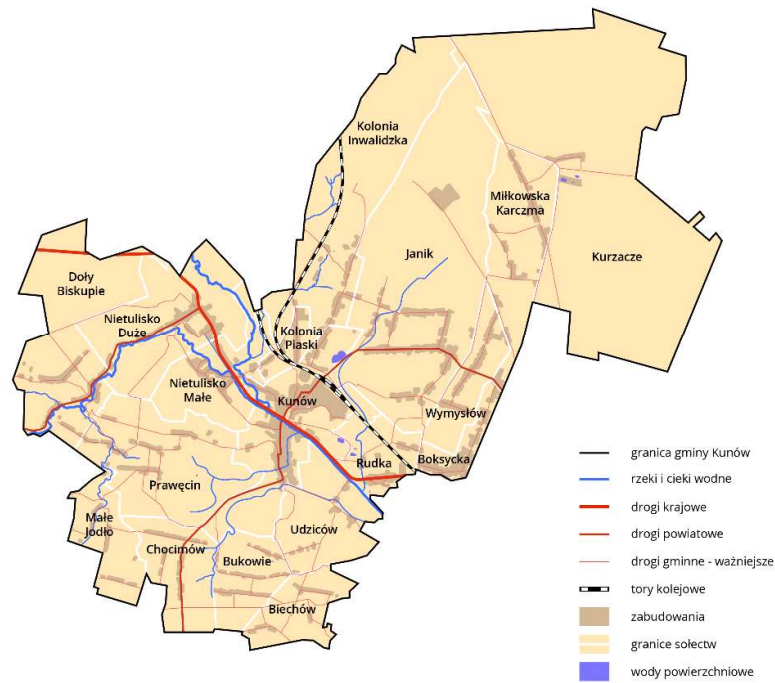 Kolonia
Inwalidzka
Miłkowska
Karczma
Janik
Kurzacze
Doły
Biskupie
Nietulisko
Duże
Kolonia
Piaski
Nietulisko
Małe
Kunów
Wymysłów
Rudka
Boksycka
Prawęcin
Małe
Jodło
Udziców
Chocimów
Bukowie
Biechów
granica gminy Kunów
rzeki i cieki wodne
drogi krajowe
drogi powiatowe
drogi gminne - ważniejsze
tory kolejowe
zabudowania
granice sołectw
wody powierzchniowe